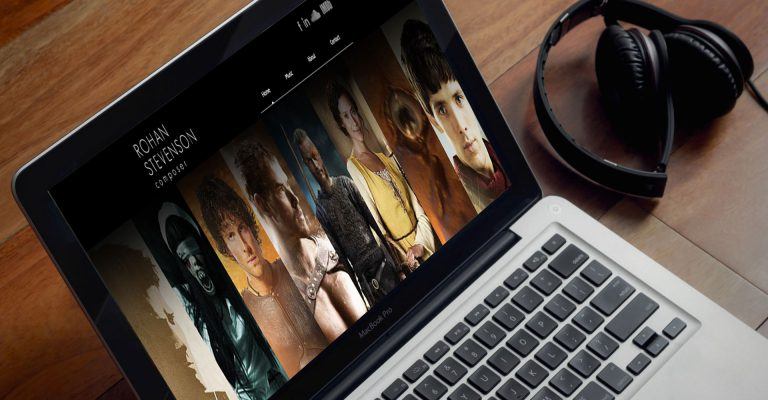 Home
Music
About
Contact
ROHAN
STEVENSON
composer
MacBook Pro